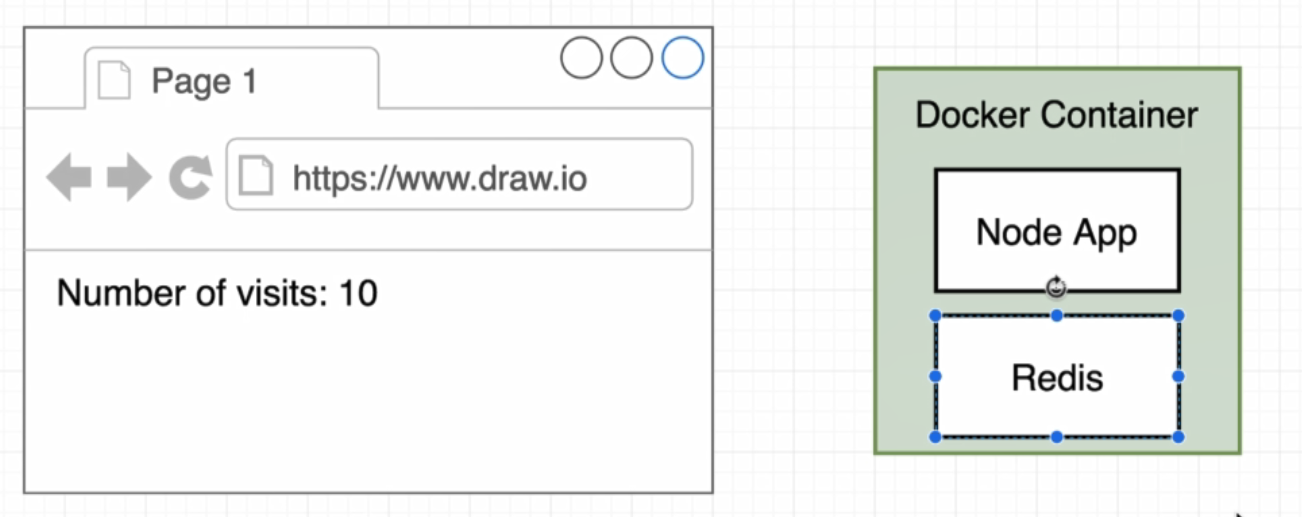 Page 1
https://www.draw.io
Number of visits: 10
Docker Container
Node App
Redis